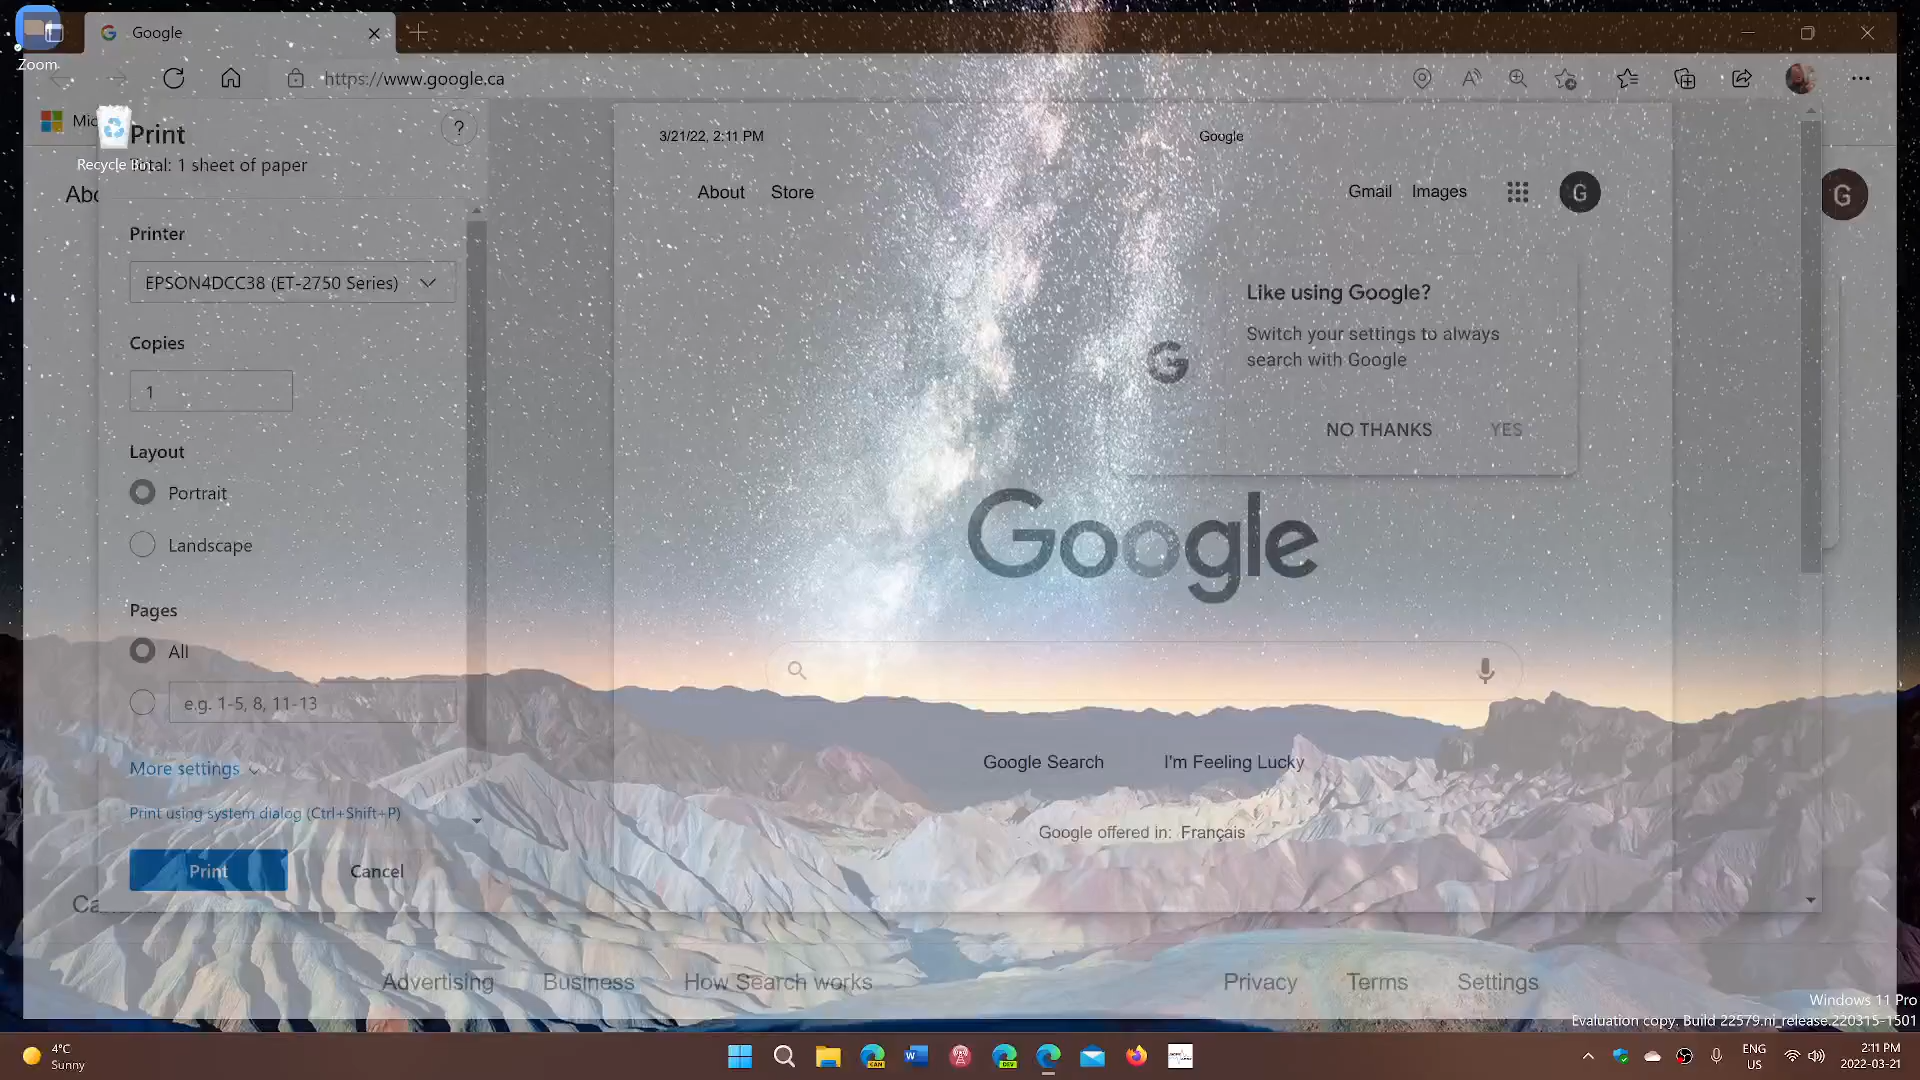 Google
Zoom
https://www.google.ca
Mic
Print
?
Recycle Bin
Total: 1 sheet of paper
3/21/22, 2:11 PM
Google
About
Store
Gmail
Images
G
Abo
G
Printer
EPSON4DCC38 (ET-2750 Series)
Like using Google?
Switch your settings to always
search with Google
G
NO THANKS
YES
Copies
1
Layout
Portrait
Landscape
Google
Pages
All
e.g. 1-5, 8, 11-13
Google Search
I'm Feeling Lucky
More settings
Print using system dialog (Ctrl+Shift+P)
Google offered in: Français
Print
Cancel
Advertising
Business
How Search works
Privacy
Terms
Settings
Windows 11 Pro
Evaluation copy. Build 22579.ni_release.220315-1501
4°C
Sunny
CAN
W
DEV
ENG
US
2:11 PM
2022-03-21